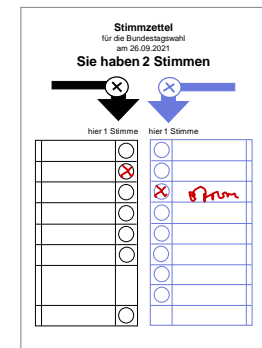 Stimmzettel
für die Bundestagswahl
am 26.09.2021
Sie haben 2 Stimmen
hier 1 Stimme hier 1 Stimme